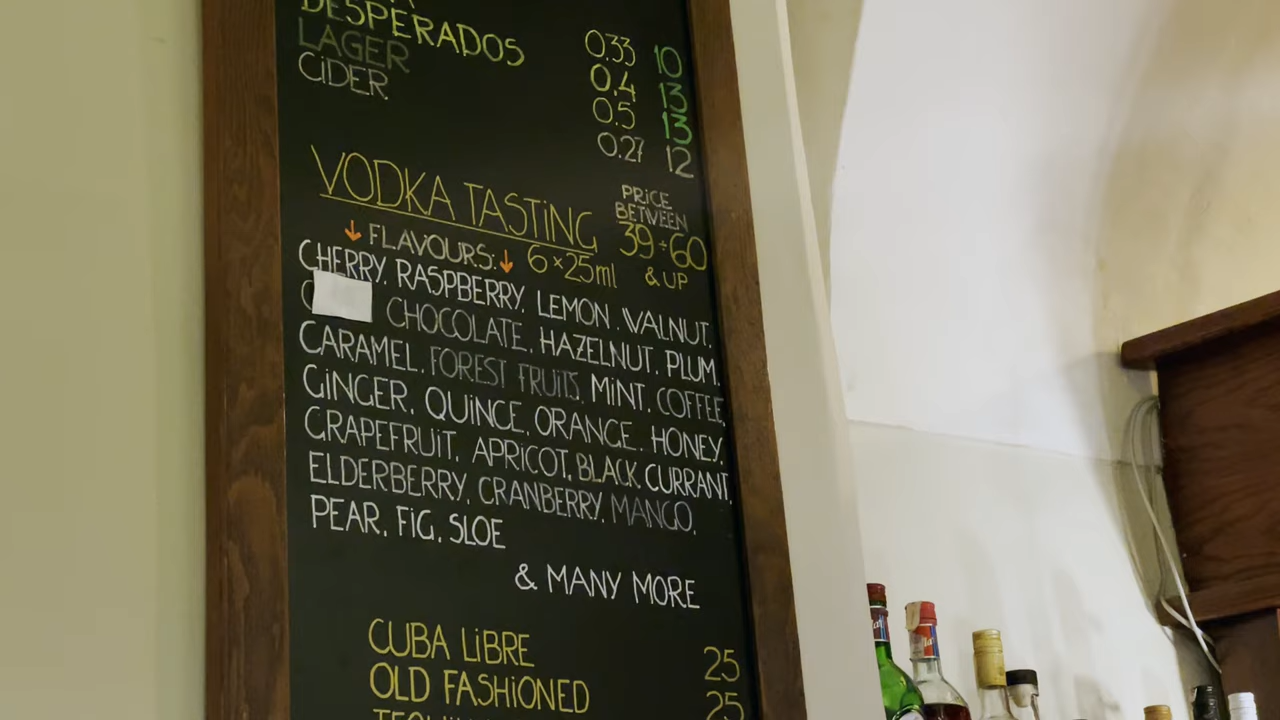 DESPERADOS 0.33 10
LAGER 0.4 13
CiDER 0.5 13
0.27 12
VODKA TASTiNG
PRiCE
BETWEEN
39÷60
& UP
↓ FLAVOURS: ↓ 6×25ml
CHERRY, RASPBERRY, LEMON, WALNUT,
CHOCOLATE, HAZELNUT, PLUM,
CARAMEL, FOREST FRUiTS, MiNT, COFFEE,
GiNGER, QUiNCE, ORANGE, HONEY,
GRAPEFRUiT, APRiCOT, BLACK CURRANT,
ELDERBERRY, CRANBERRY, MANGO,
PEAR, FiG, SLOE
& MANY MORE
CUBA LiBRE 25
OLD FASHiONED 25